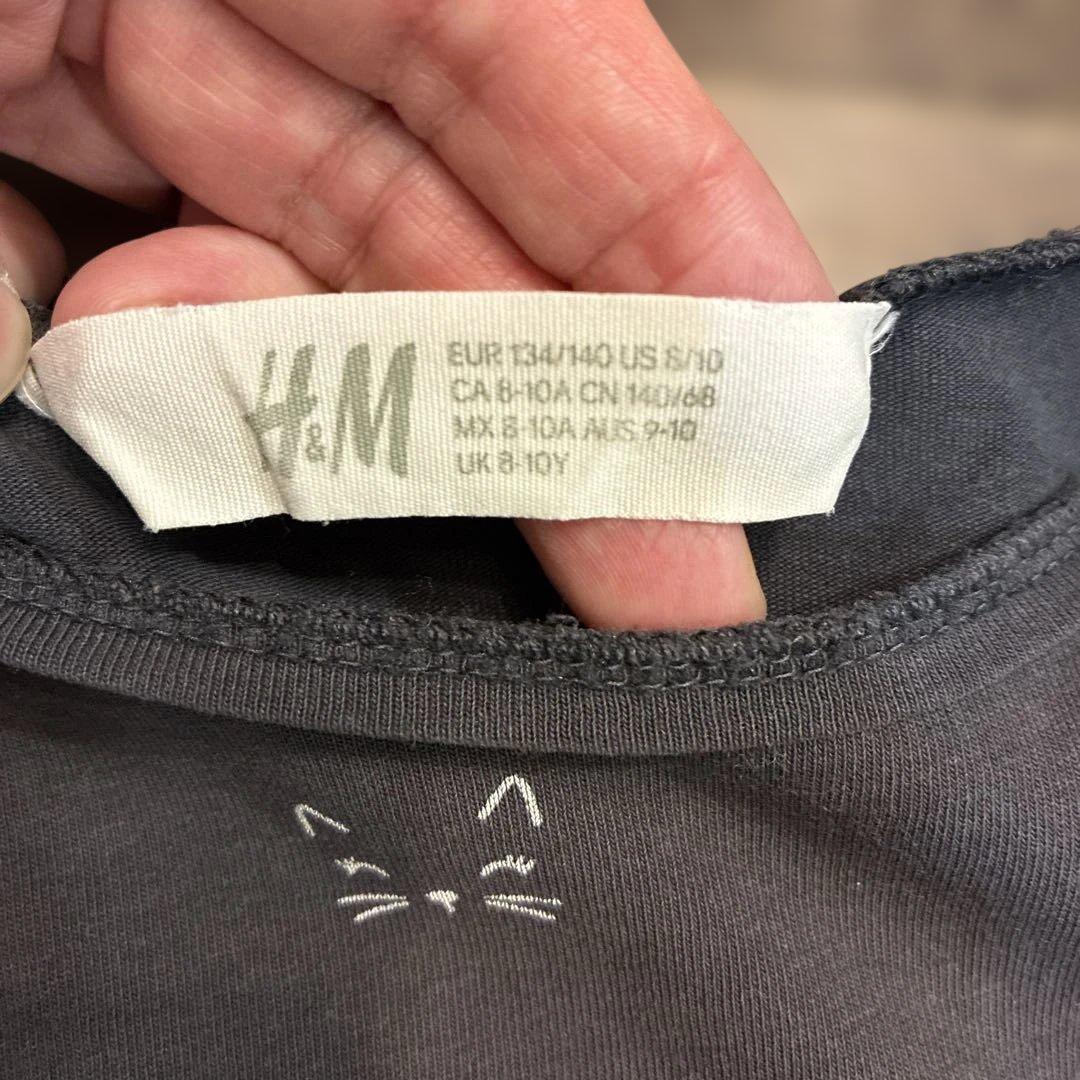 H&M
EUR 134/140 US 8/10
CA 8-10A CN 140/68
MX 8-10A AUS 9-10
UK 8-10Y